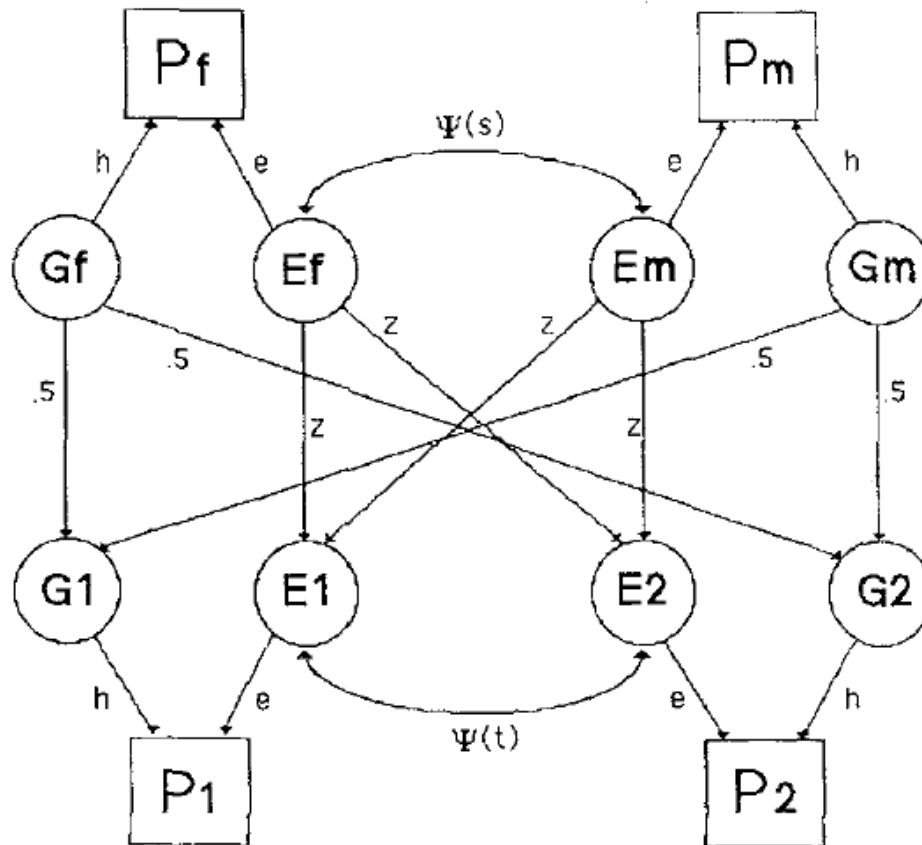 Pf Pm
Ψ(s)
h e e h
Gf Ef Em Gm
z z
.5 .5
.5 z z .5
G1 E1 E2 G2
h e e h
Ψ(t)
P1 P2